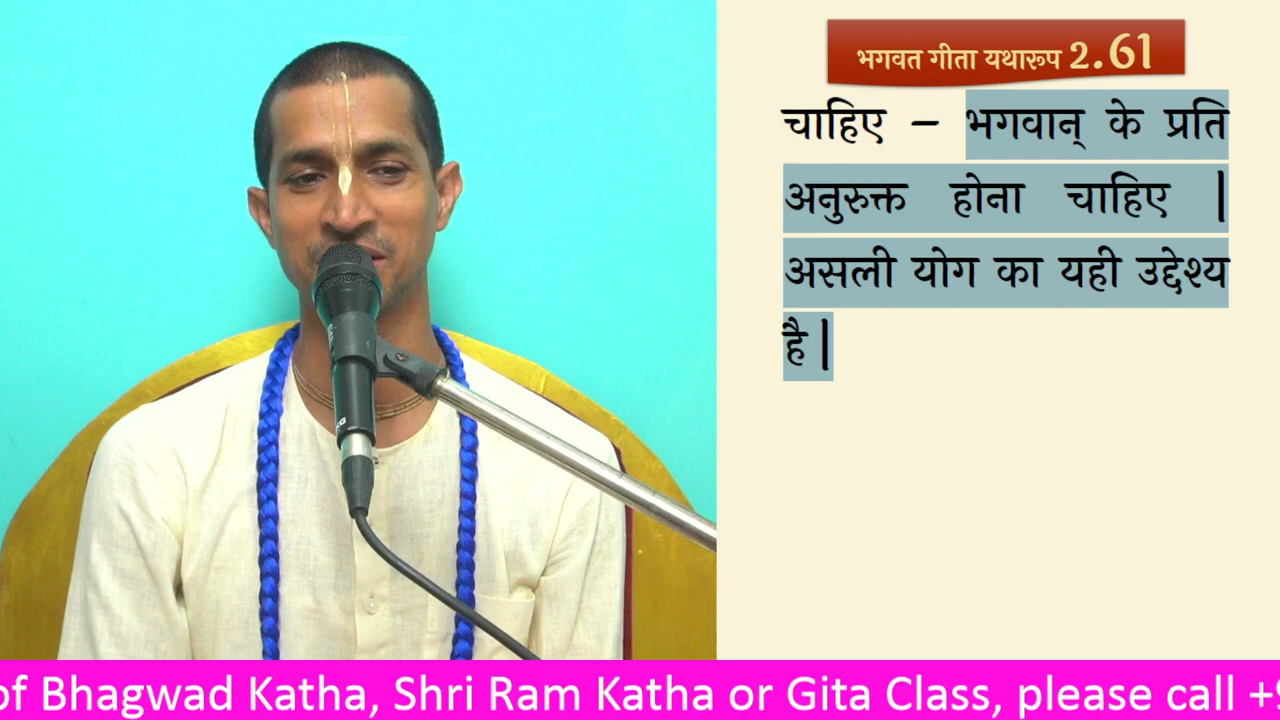 भगवत गीता यथारूप 2.61
चाहिए – भगवान् के प्रति
अनुरुक्त होना चाहिए |
असली योग का यही उद्देश्य
है |
of Bhagwad Katha, Shri Ram Katha or Gita Class, please call +9